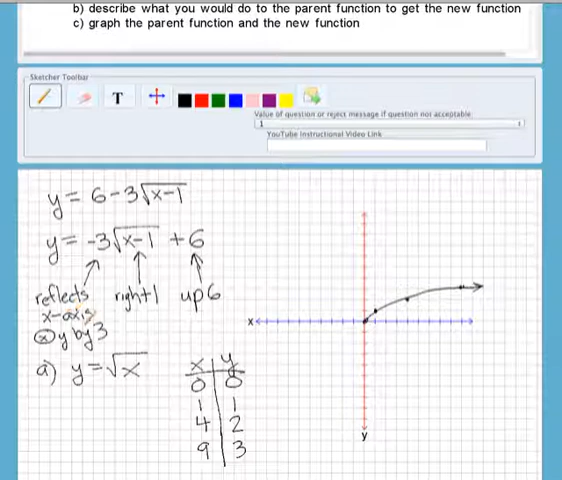 b) describe what you would do to the parent function to get the new function
c) graph the parent function and the new function
Sketcher Toolbar
T
Value of question or reject message if question not acceptable
1
YouTube Instructional Video Link
y = 6-3√x-1
y = -3√x-1 +6
reflects right 1 up 6
x-axis
ⓧ y by 3
a) y = √x
x y
0 0
1 1
4 2
9 3
x
y